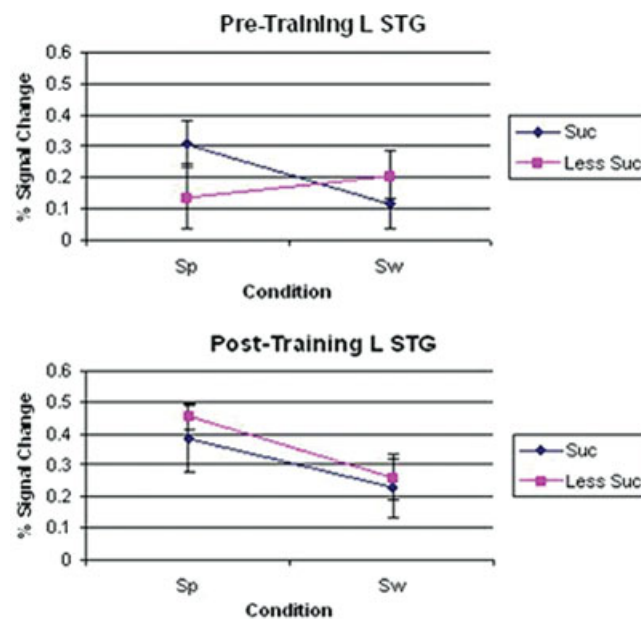 Pre-Training L STG
0.6
0.5
0.4
0.3
0.2
0.1
0
% Signal Change
Sp
Sw
Condition
Suc
Less Suc
Post-Training L STG
0.6
0.5
0.4
0.3
0.2
0.1
0
% Signal Change
Sp
Sw
Condition
Suc
Less Suc